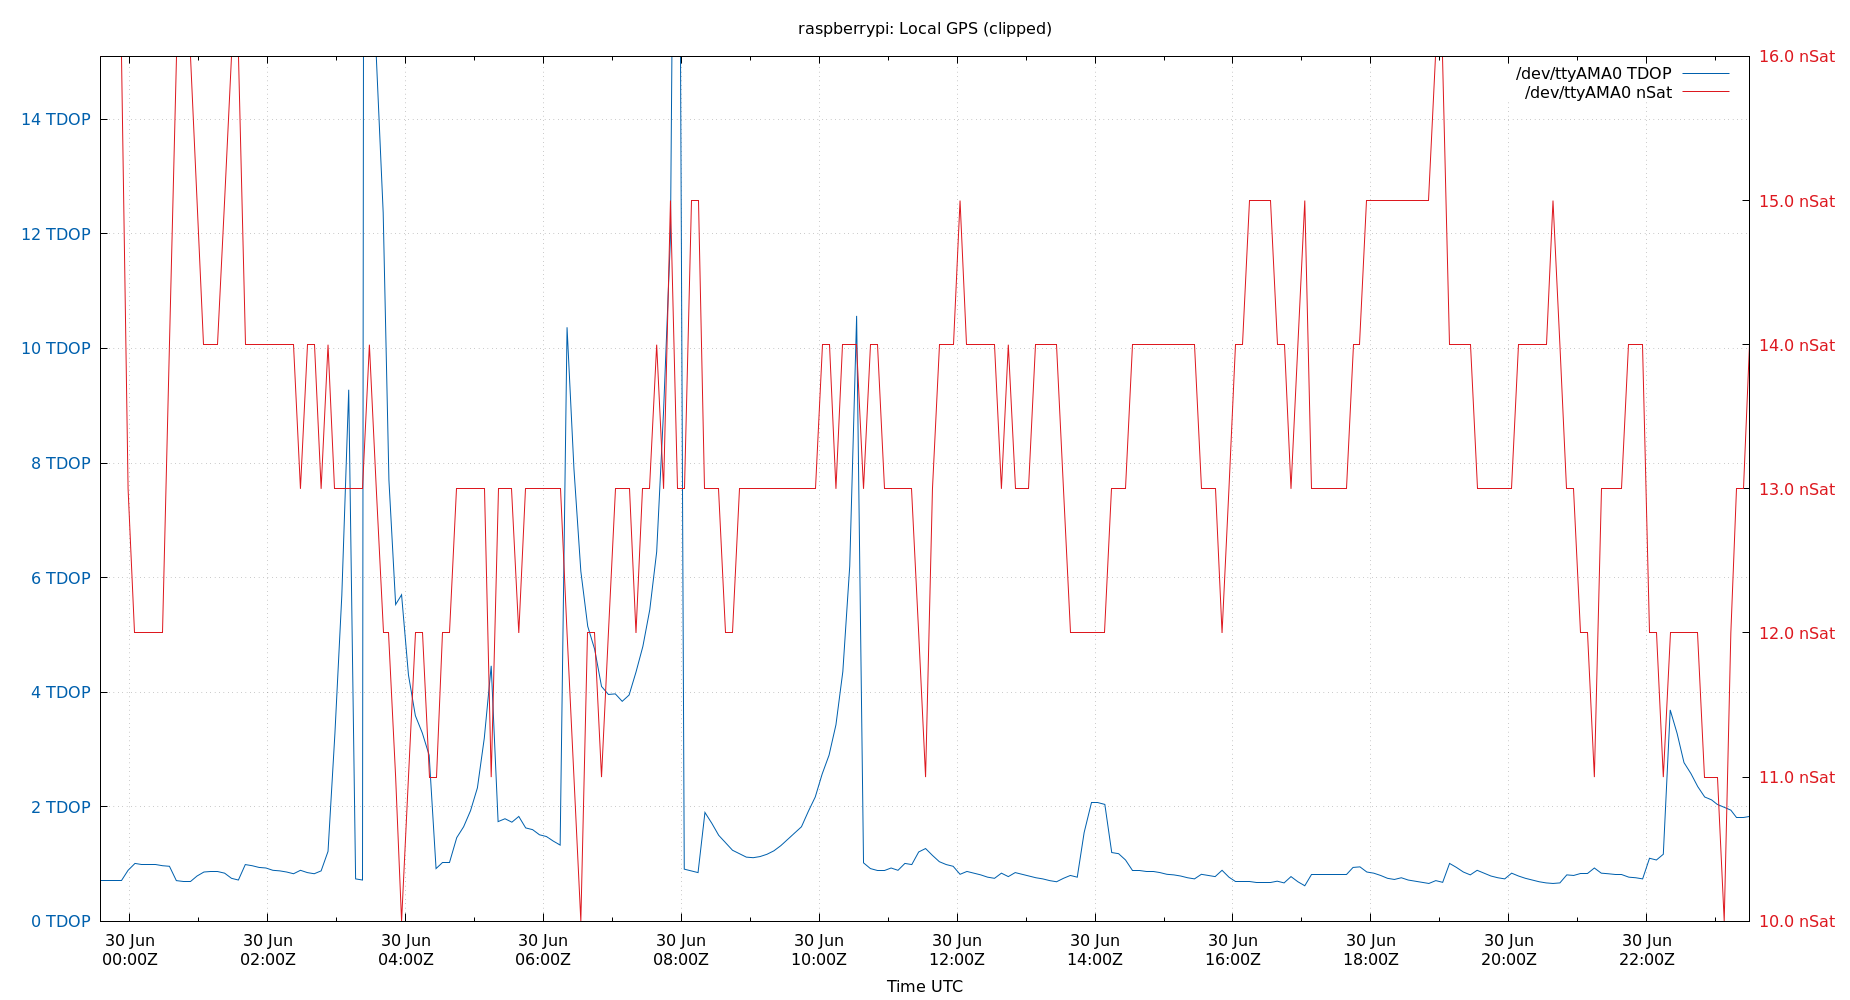 raspberrypi: Local GPS (clipped)
/dev/ttyAMA0 TDOP
/dev/ttyAMA0 nSat
14 TDOP
12 TDOP
10 TDOP
8 TDOP
6 TDOP
4 TDOP
2 TDOP
0 TDOP
16.0 nSat
15.0 nSat
14.0 nSat
13.0 nSat
12.0 nSat
11.0 nSat
10.0 nSat
30 Jun 30 Jun 30 Jun 30 Jun 30 Jun 30 Jun 30 Jun 30 Jun 30 Jun 30 Jun 30 Jun 30 Jun
00:00Z 02:00Z 04:00Z 06:00Z 08:00Z 10:00Z 12:00Z 14:00Z 16:00Z 18:00Z 20:00Z 22:00Z
Time UTC